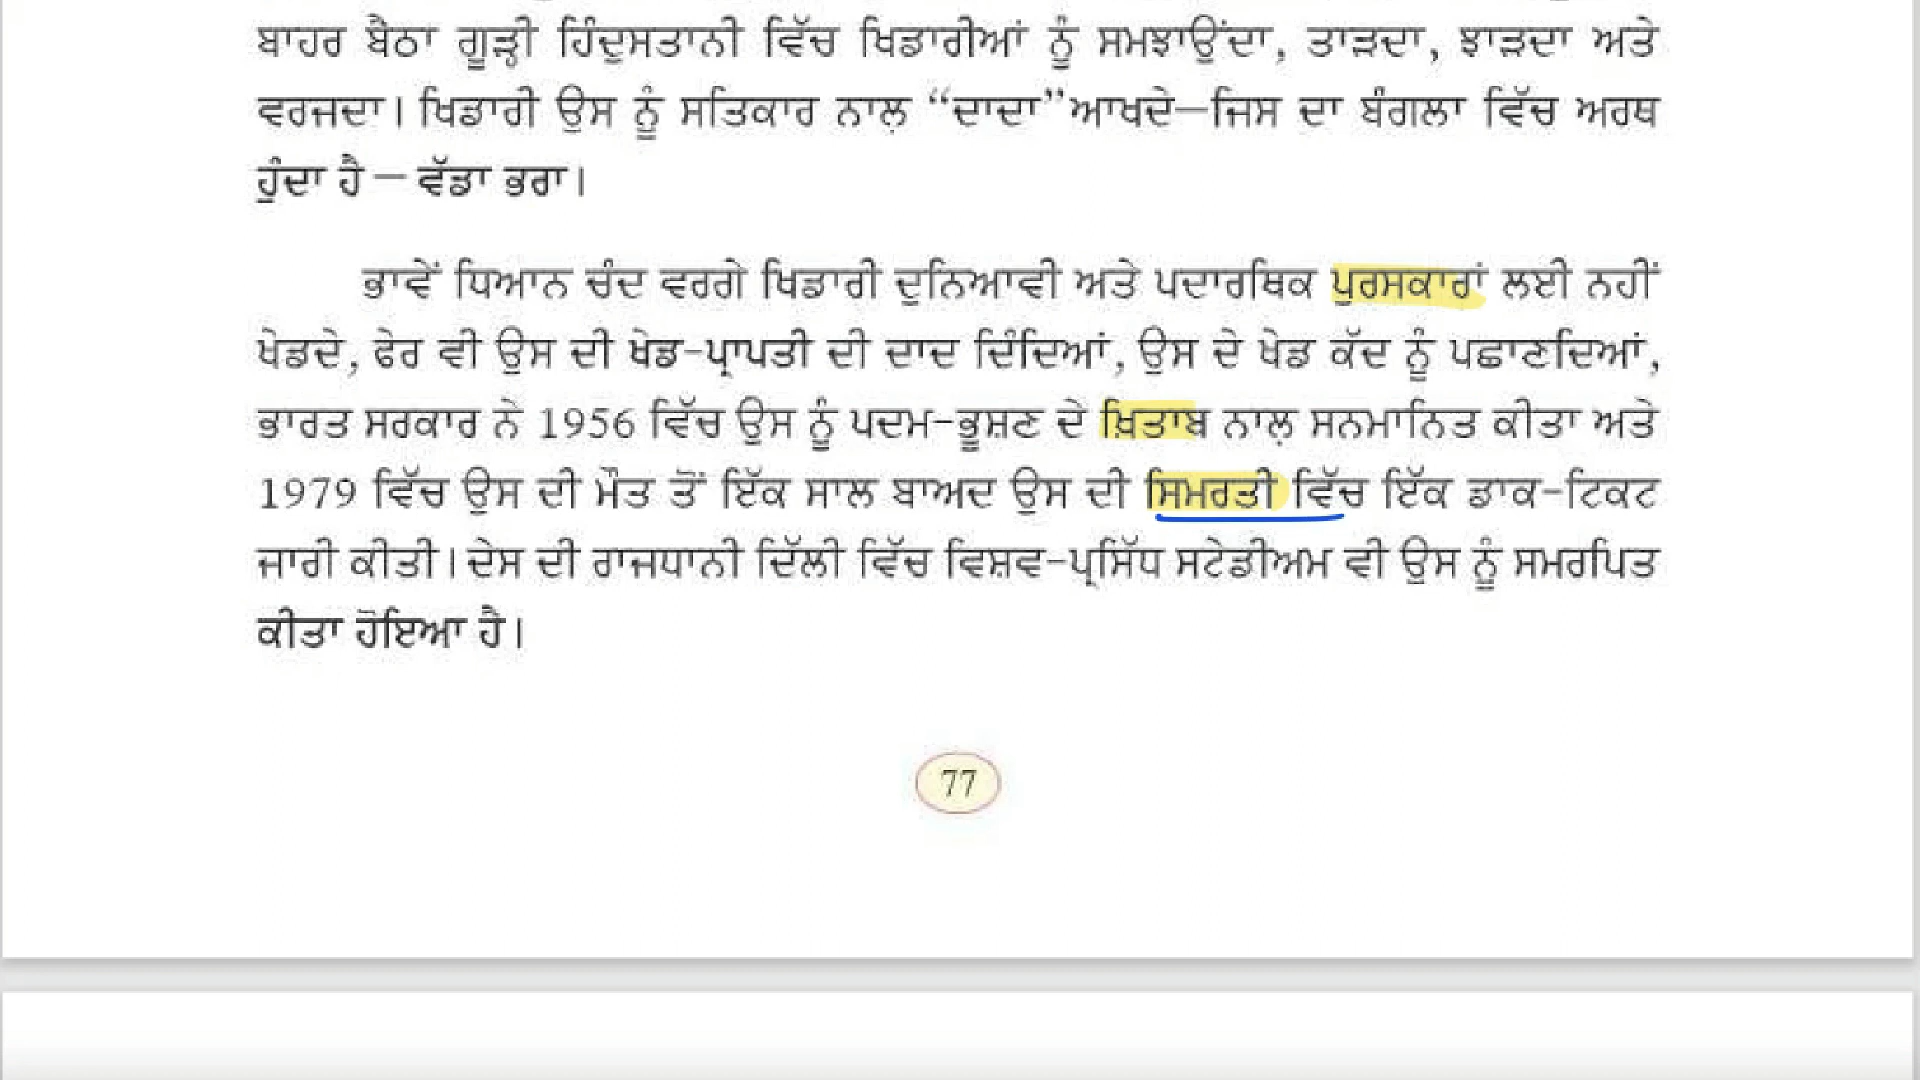 ਬਾਹਰ ਬੈਠਾ ਗੂੜ੍ਹੀ ਹਿੰਦੁਸਤਾਨੀ ਵਿੱਚ ਖਿਡਾਰੀਆਂ ਨੂੰ ਸਮਝਾਉਂਦਾ, ਤਾੜਦਾ, ਝਾੜਦਾ ਅਤੇ
ਵਰਜਦਾ। ਖਿਡਾਰੀ ਉਸ ਨੂੰ ਸਤਿਕਾਰ ਨਾਲ਼ “ਦਾਦਾ” ਆਖਦੇ—ਜਿਸ ਦਾ ਬੰਗਲਾ ਵਿੱਚ ਅਰਥ
ਹੁੰਦਾ ਹੈ — ਵੱਡਾ ਭਰਾ।
ਭਾਵੇਂ ਧਿਆਨ ਚੰਦ ਵਰਗੇ ਖਿਡਾਰੀ ਦੁਨਿਆਵੀ ਅਤੇ ਪਦਾਰਥਿਕ ਪੁਰਸਕਾਰਾਂ ਲਈ ਨਹੀਂ
ਖੇਡਦੇ, ਫੇਰ ਵੀ ਉਸ ਦੀ ਖੇਡ-ਪ੍ਰਾਪਤੀ ਦੀ ਦਾਦ ਦਿੰਦਿਆਂ, ਉਸ ਦੇ ਖੇਡ ਕੱਦ ਨੂੰ ਪਛਾਣਦਿਆਂ,
ਭਾਰਤ ਸਰਕਾਰ ਨੇ 1956 ਵਿੱਚ ਉਸ ਨੂੰ ਪਦਮ-ਭੂਸ਼ਣ ਦੇ ਖ਼ਿਤਾਬ ਨਾਲ਼ ਸਨਮਾਨਿਤ ਕੀਤਾ ਅਤੇ
1979 ਵਿੱਚ ਉਸ ਦੀ ਮੌਤ ਤੋਂ ਇੱਕ ਸਾਲ ਬਾਅਦ ਉਸ ਦੀ ਸਿਮਰਤੀ ਵਿੱਚ ਇੱਕ ਡਾਕ-ਟਿਕਟ
ਜਾਰੀ ਕੀਤੀ। ਦੇਸ ਦੀ ਰਾਜਧਾਨੀ ਦਿੱਲੀ ਵਿੱਚ ਵਿਸ਼ਵ-ਪ੍ਰਸਿੱਧ ਸਟੇਡੀਅਮ ਵੀ ਉਸ ਨੂੰ ਸਮਰਪਿਤ
ਕੀਤਾ ਹੋਇਆ ਹੈ।
77